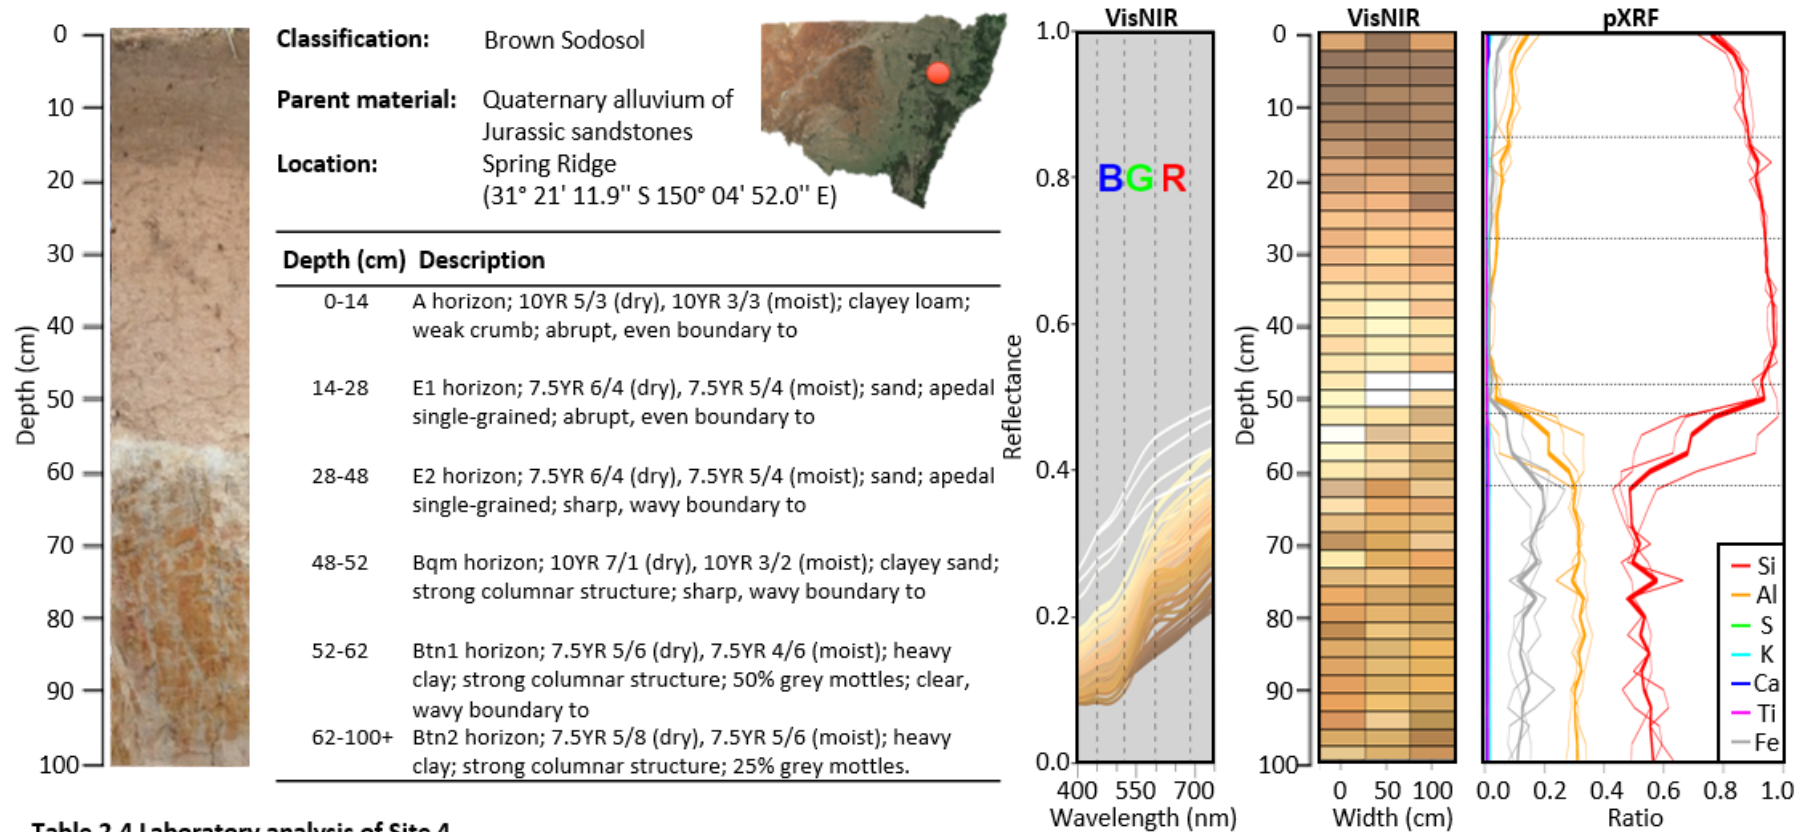 Classification: Brown Sodosol
Parent material: Quaternary alluvium of
Jurassic sandstones
Location: Spring Ridge
(31° 21' 11.9" S 150° 04' 52.0" E)
Depth (cm)
0
10
20
30
40
50
60
70
80
90
100
Depth (cm) Description
0-14 A horizon; 10YR 5/3 (dry), 10YR 3/3 (moist); clayey loam;
weak crumb; abrupt, even boundary to
14-28 E1 horizon; 7.5YR 6/4 (dry), 7.5YR 5/4 (moist); sand; apedal
single-grained; abrupt, even boundary to
28-48 E2 horizon; 7.5YR 6/4 (dry), 7.5YR 5/4 (moist); sand; apedal
single-grained; sharp, wavy boundary to
48-52 Bqm horizon; 10YR 7/1 (dry), 10YR 3/2 (moist); clayey sand;
strong columnar structure; sharp, wavy boundary to
52-62 Btn1 horizon; 7.5YR 5/6 (dry), 7.5YR 4/6 (moist); heavy
clay; strong columnar structure; 50% grey mottles; clear,
wavy boundary to
62-100+ Btn2 horizon; 7.5YR 5/8 (dry), 7.5YR 5/6 (moist); heavy
clay; strong columnar structure; 25% grey mottles.
VisNIR
1.0
0.8
0.6
0.4
0.2
0.0
Reflectance
BGR
400 550 700
Wavelength (nm)
VisNIR
0
10
20
30
40
50
60
70
80
90
100
Depth (cm)
0 50 100
Width (cm)
pXRF
Si
Al
S
K
Ca
Ti
Fe
0.0 0.2 0.4 0.6 0.8 1.0
Ratio
Table 2.4 Laboratory analysis of Site 4